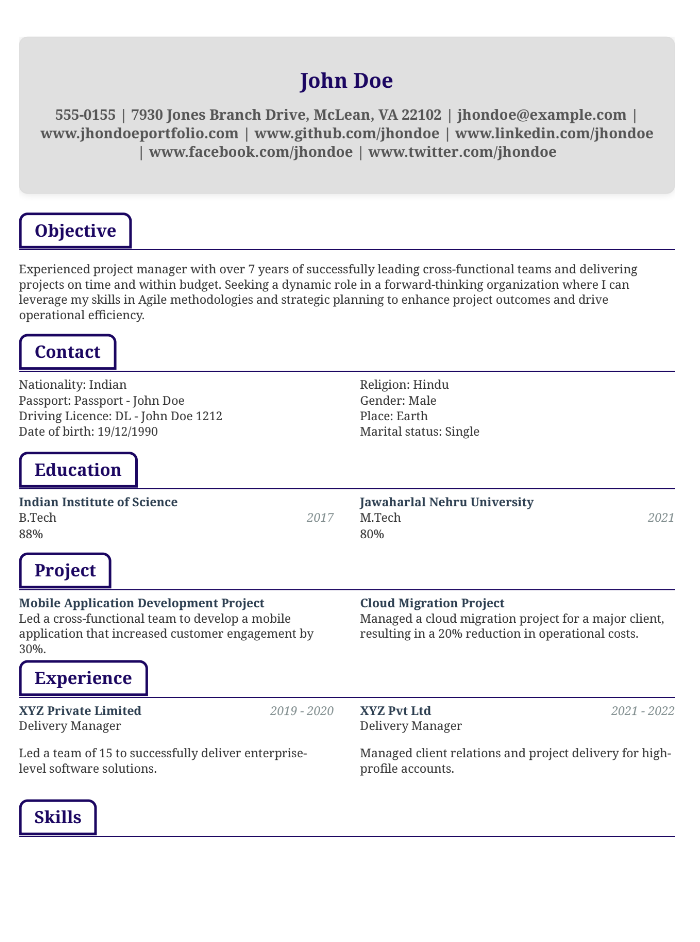 John Doe
555-0155 | 7930 Jones Branch Drive, McLean, VA 22102 | jhondoe@example.com |
www.jhondoeportfolio.com | www.github.com/jhondoe | www.linkedin.com/jhondoe
| www.facebook.com/jhondoe | www.twitter.com/jhondoe
Objective
Experienced project manager with over 7 years of successfully leading cross-functional teams and delivering
projects on time and within budget. Seeking a dynamic role in a forward-thinking organization where I can
leverage my skills in Agile methodologies and strategic planning to enhance project outcomes and drive
operational efficiency.
Contact
Nationality: Indian
Passport: Passport - John Doe
Driving Licence: DL - John Doe 1212
Date of birth: 19/12/1990
Religion: Hindu
Gender: Male
Place: Earth
Marital status: Single
Education
Indian Institute of Science
B.Tech 2017
88%
Jawaharlal Nehru University
M.Tech 2021
80%
Project
Mobile Application Development Project
Led a cross-functional team to develop a mobile
application that increased customer engagement by
30%.
Cloud Migration Project
Managed a cloud migration project for a major client,
resulting in a 20% reduction in operational costs.
Experience
XYZ Private Limited 2019 - 2020
Delivery Manager
Led a team of 15 to successfully deliver enterprise-
level software solutions.
XYZ Pvt Ltd 2021 - 2022
Delivery Manager
Managed client relations and project delivery for high-
profile accounts.
Skills